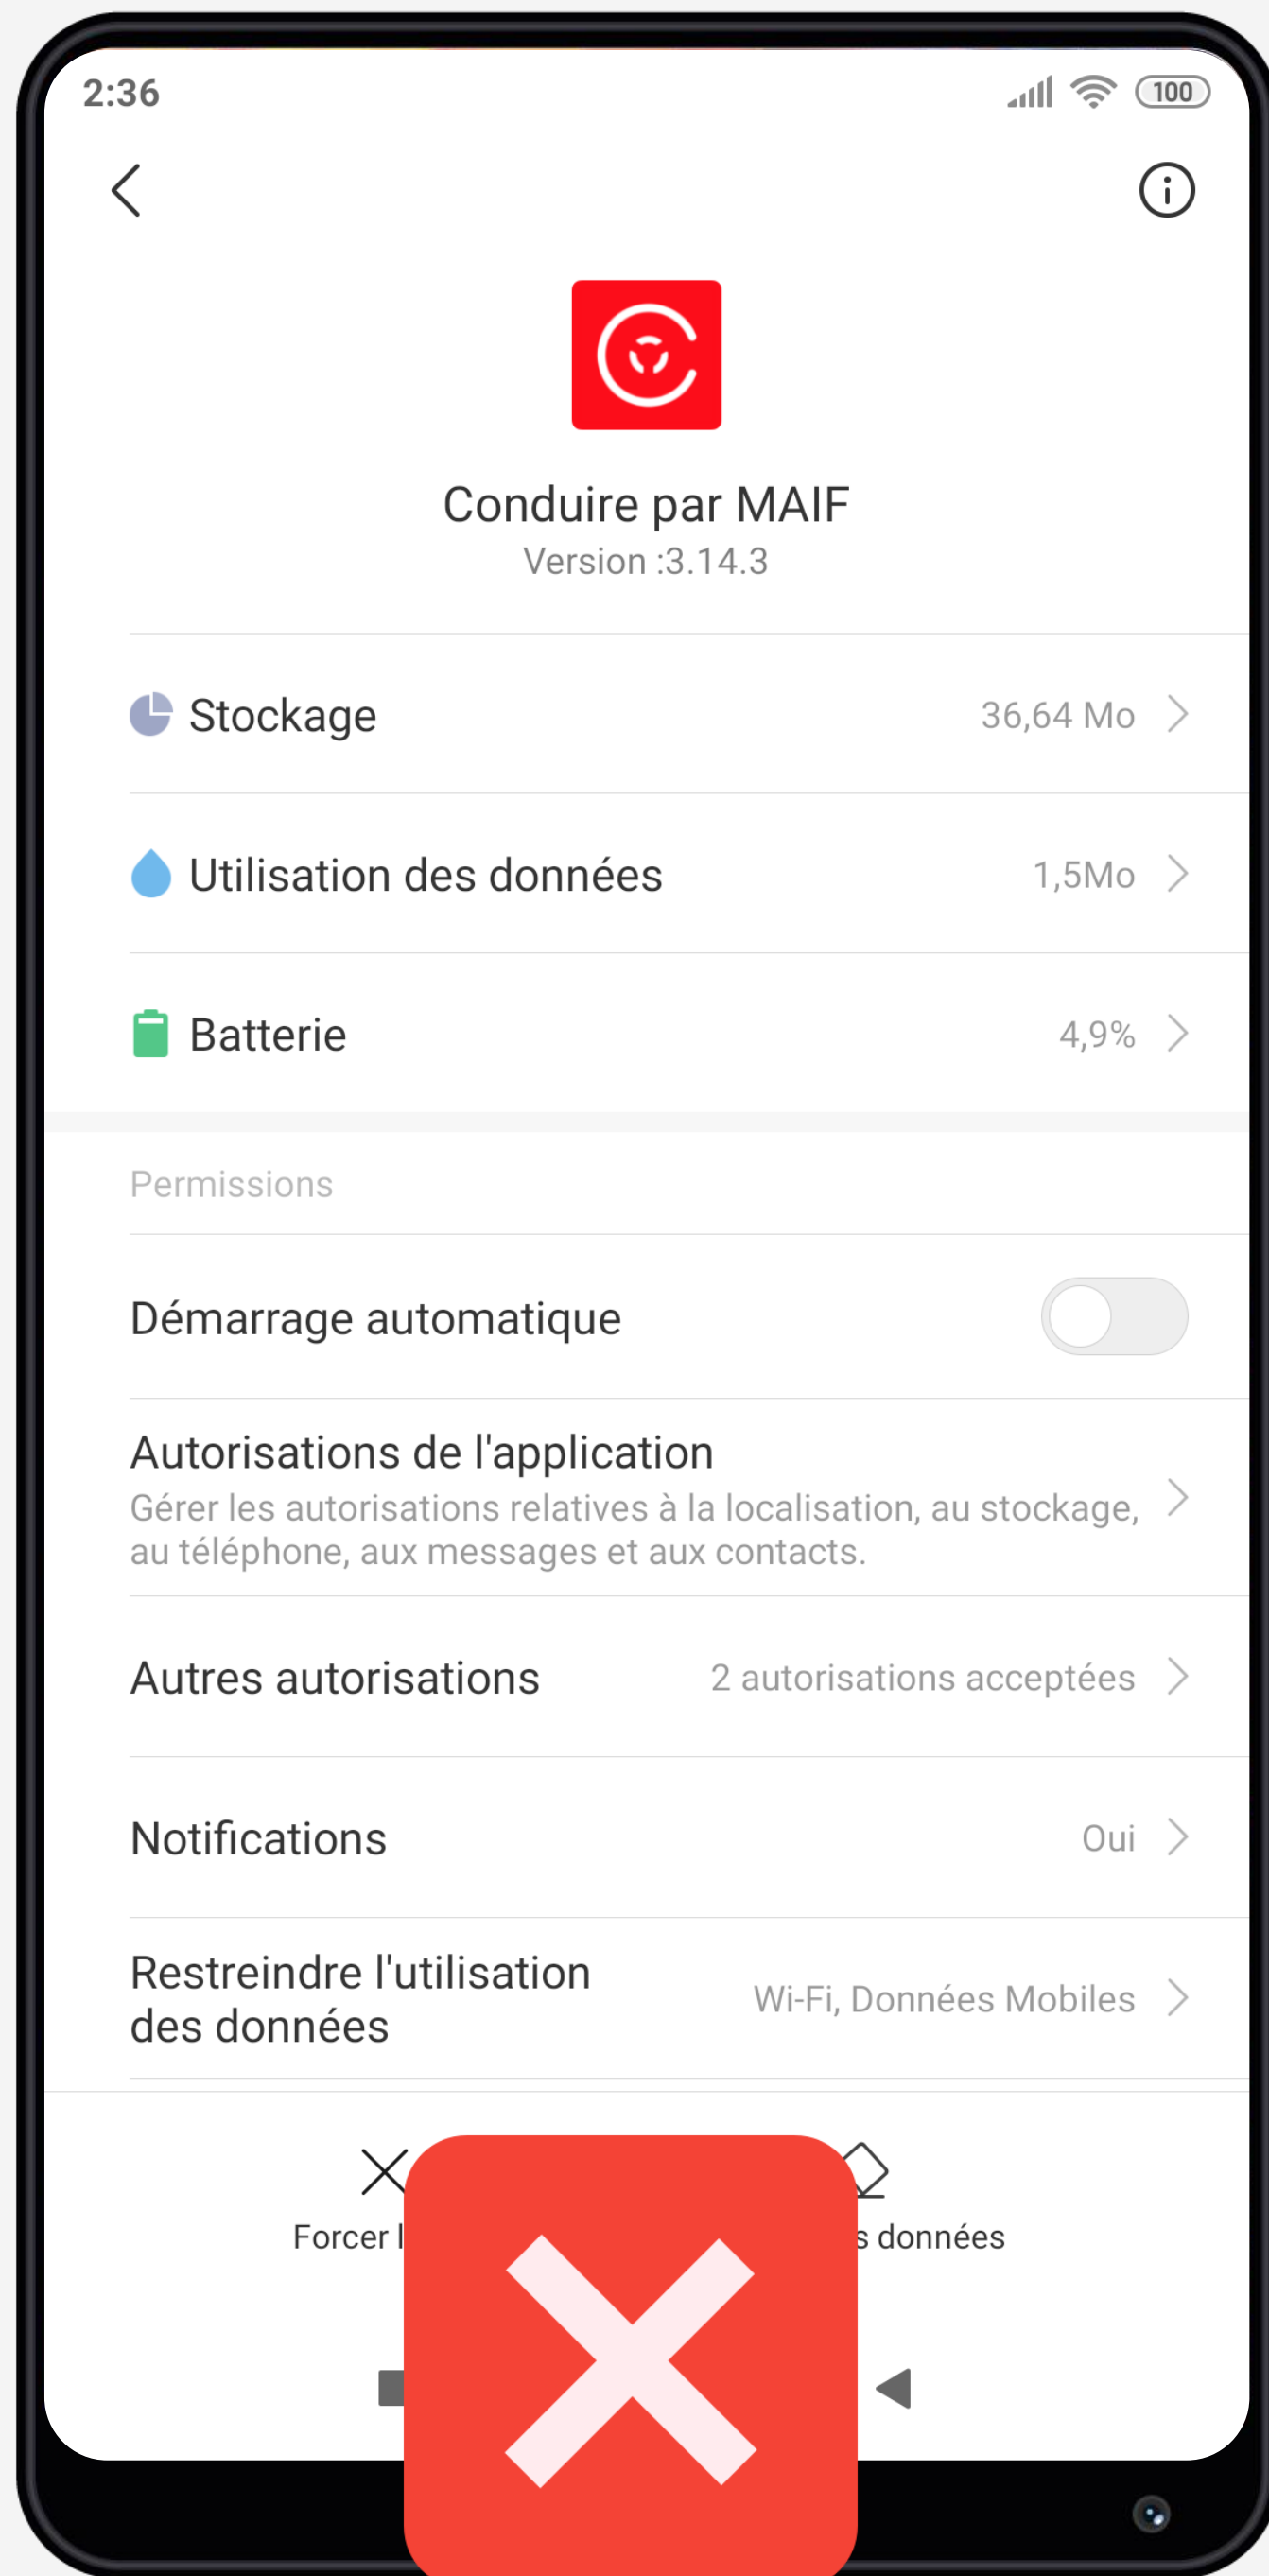 2:36
100
Conduire par MAIF
Version :3.14.3
Stockage
36,64 Mo
Utilisation des données
1,5Mo
Batterie
4,9%
Permissions
Démarrage automatique
Autorisations de l'application
Gérer les autorisations relatives à la localisation, au stockage,
au téléphone, aux messages et aux contacts.
Autres autorisations
2 autorisations acceptées
Notifications
Oui
Restreindre l'utilisation
des données
Wi-Fi, Données Mobiles
Forcer
données